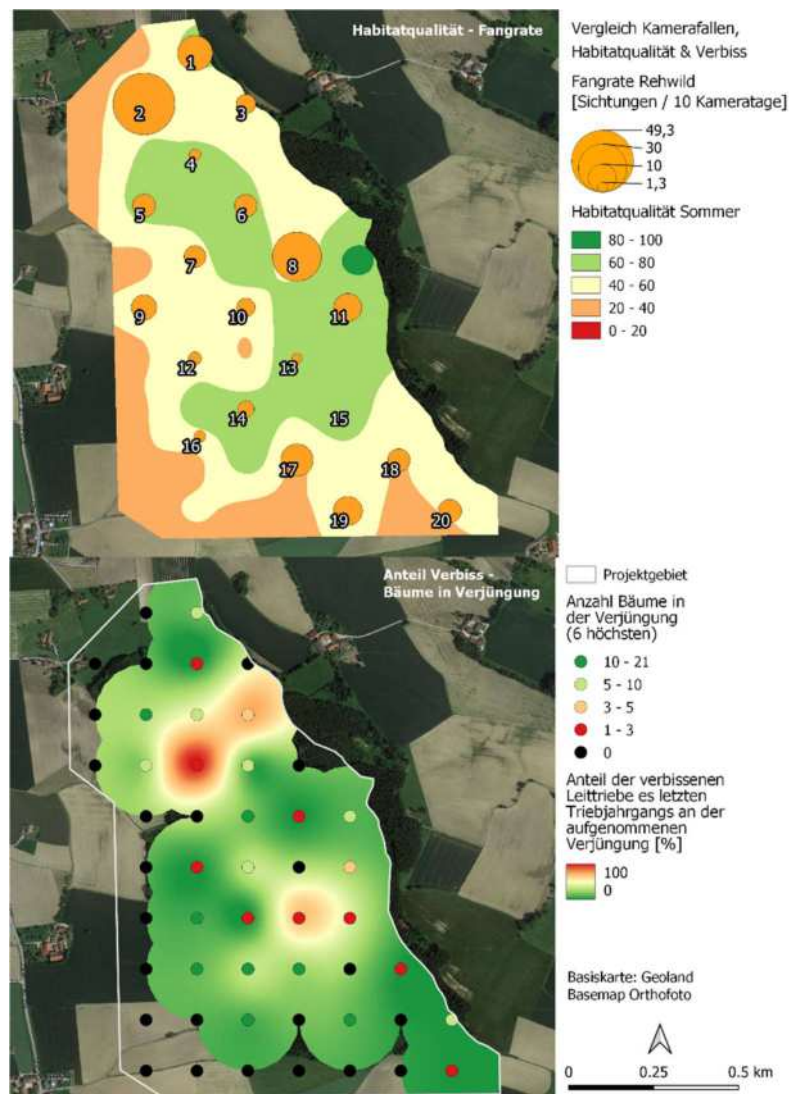 Habitatqualität - Fangrate
1
2
3
4
5
6
7
8
9
10
11
12
13
14
15
16
17
18
19
20
Vergleich Kamerafallen,
Habitatqualität & Verbiss
Fangrate Rehwild
[Sichtungen / 10 Kameratage]
49,3
30
10
1,3
Habitatqualität Sommer
80 - 100
60 - 80
40 - 60
20 - 40
0 - 20
Anteil Verbiss -
Bäume in Verjüngung
Projektgebiet
Anzahl Bäume in
der Verjüngung
(6 höchsten)
10 - 21
5 - 10
3 - 5
1 - 3
0
Anteil der verbissenen
Leittriebe es letzten
Triebjahrgangs an der
aufgenommenen
Verjüngung [%]
100
0
Basiskarte: Geoland
Basemap Orthofoto
0 0.25 0.5 km